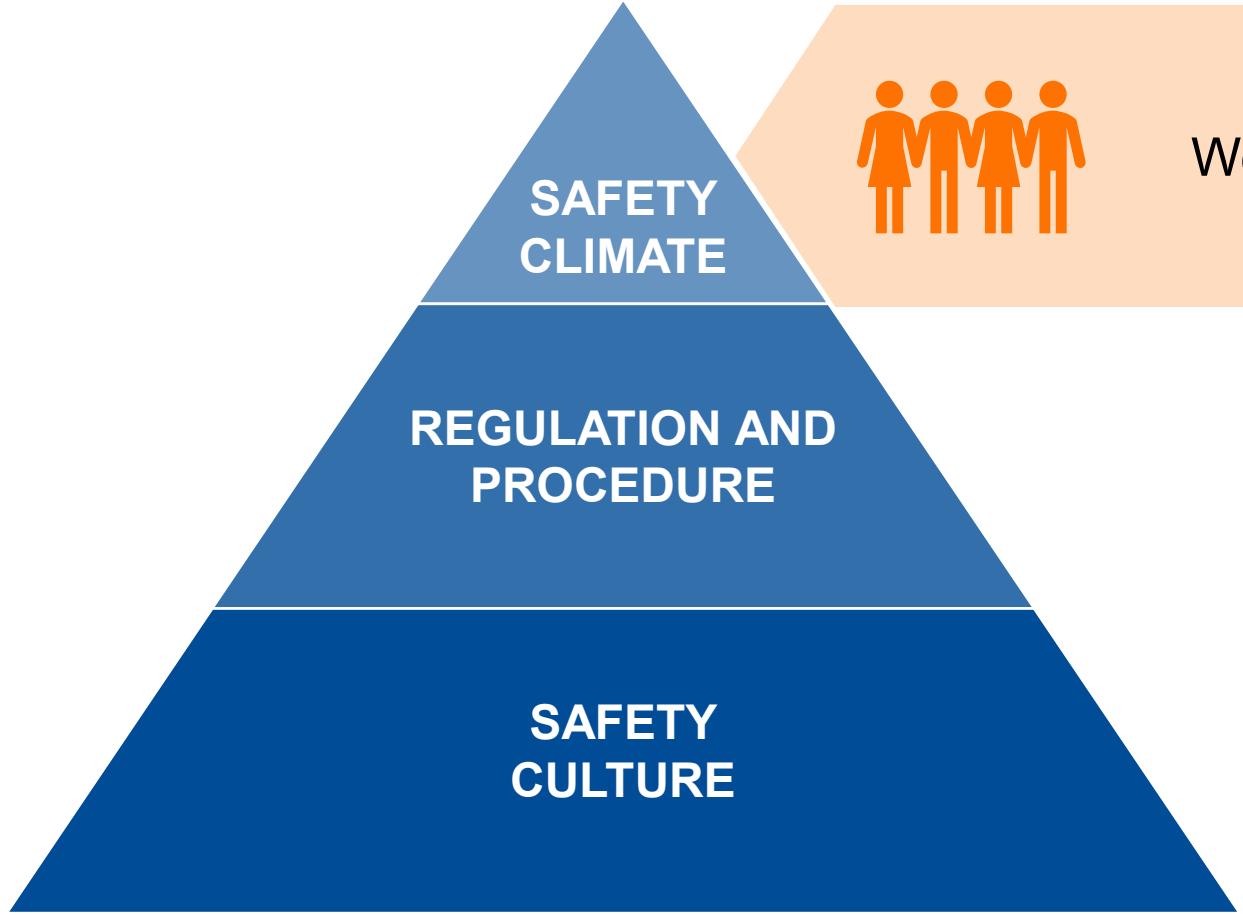 SAFETY
CLIMATE
REGULATION AND
PROCEDURE
SAFETY
CULTURE